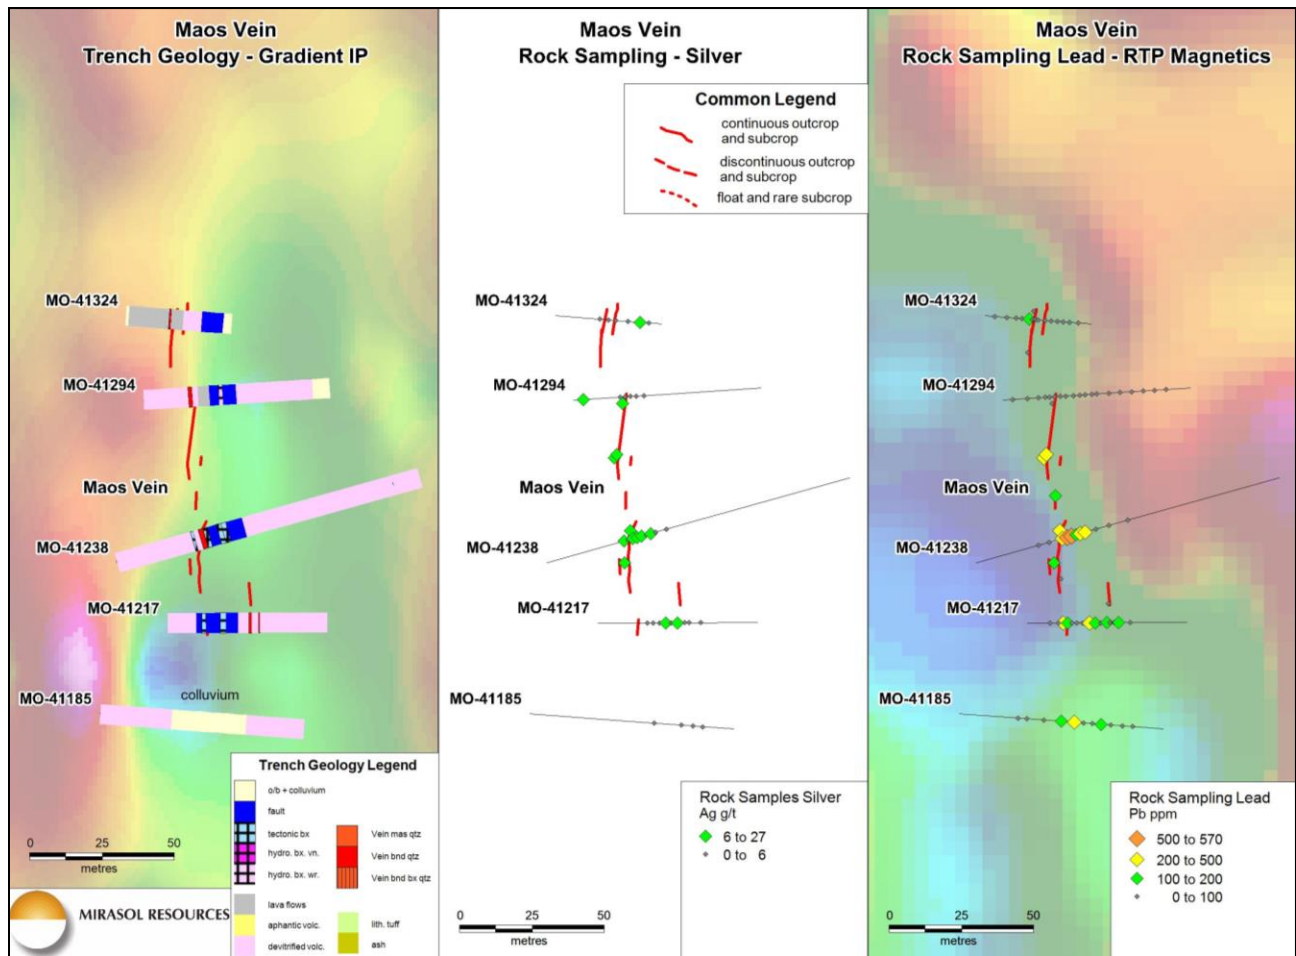 Maos Vein
Trench Geology - Gradient IP
MO-41324
MO-41294
Maos Vein
MO-41238
MO-41217
MO-41185
colluvium
0 25 50
metres
MIRASOL RESOURCES
Trench Geology Legend
o/b + colluvium
fault
tectonic bx
hydro. bx. vn.
hydro. bx. wr.
lava flows
aphantic volc.
devitrified volc.
Vein mas qtz
Vein bnd qtz
Vein bnd bx qtz
lith. tuff
ash
Maos Vein
Rock Sampling - Silver
Common Legend
continuous outcrop
and subcrop
discontinuous outcrop
and subcrop
float and rare subcrop
MO-41324
MO-41294
Maos Vein
MO-41238
MO-41217
MO-41185
0 25 50
metres
Rock Samples Silver
Ag g/t
6 to 27
0 to 6
Maos Vein
Rock Sampling Lead - RTP Magnetics
MO-41324
MO-41294
Maos Vein
MO-41238
MO-41217
MO-41185
0 25 50
metres
Rock Sampling Lead
Pb ppm
500 to 570
200 to 500
100 to 200
0 to 100